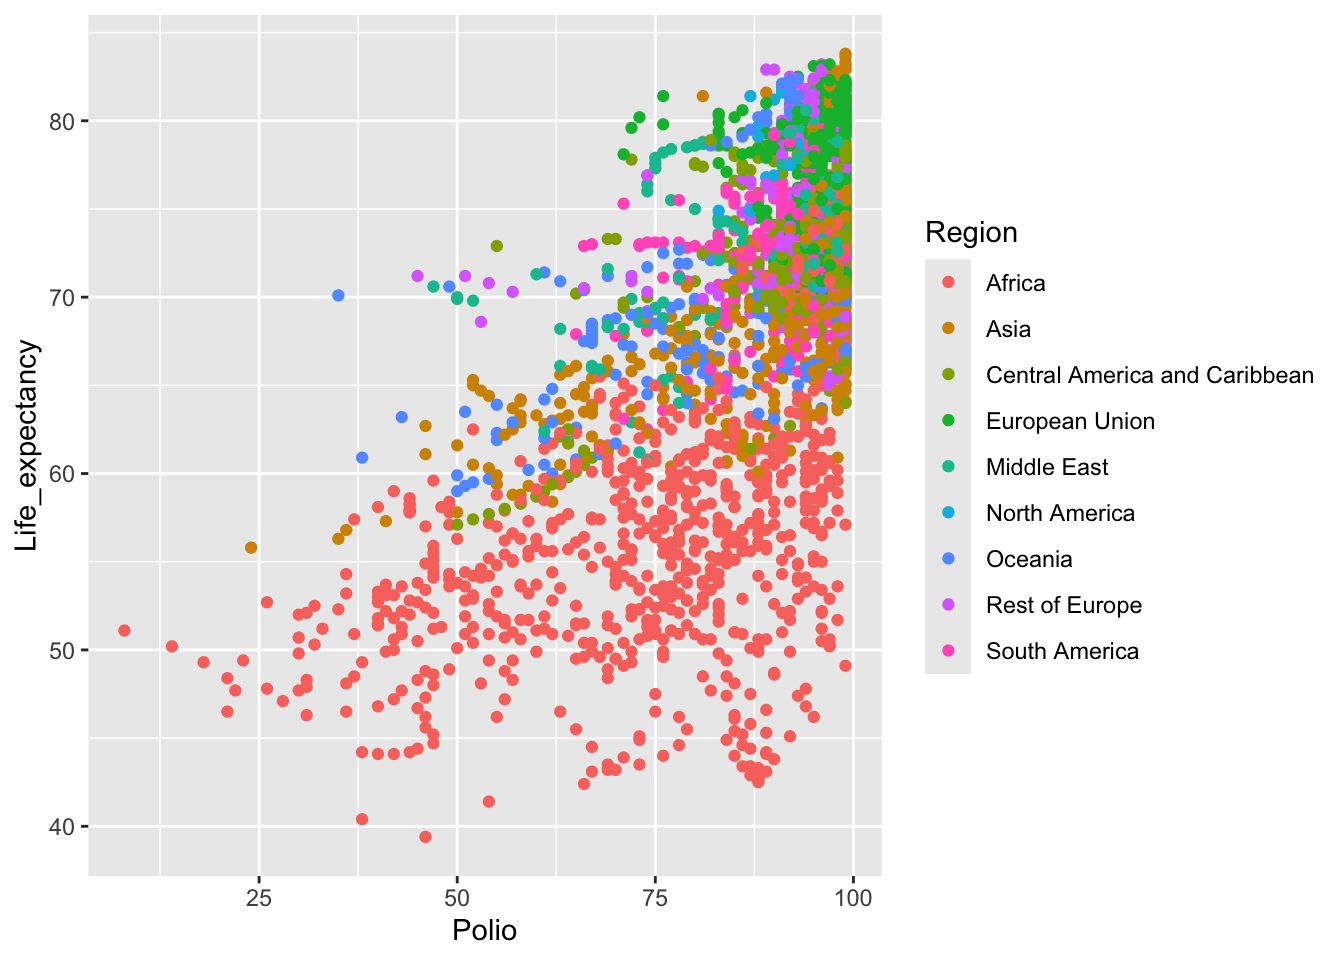 80
70
60
50
40
Life_expectancy
25
50
75
100
Polio
Region
Africa
Asia
Central America and Caribbean
European Union
Middle East
North America
Oceania
Rest of Europe
South America